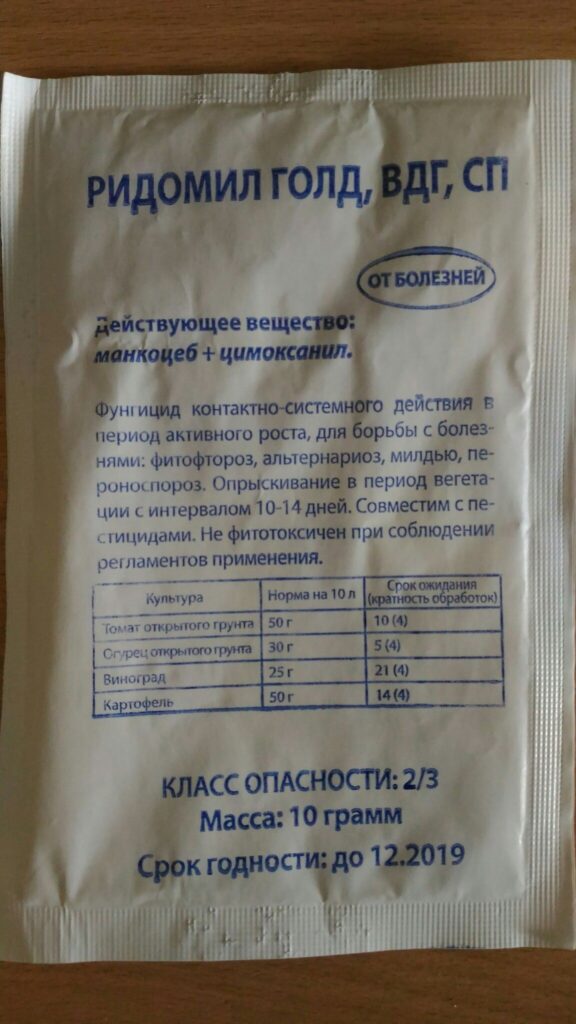 РИДОМИЛ ГОЛД, ВДГ, СП
ОТ БОЛЕЗНЕЙ
Действующее вещество:
манкоцеб + цимоксанил.
Фунгицид контактно-системного действия в
период активного роста, для борьбы с болез-
нями: фитофтороз, альтернариоз, милдью, пе-
роноспороз. Опрыскивание в период вегета-
ции с интервалом 10-14 дней. Совместим с пе-
стицидами. Не фитотоксичен при соблюдении
регламентов применения.
Культура Норма на 10 л Срок ожидания (кратность обработок)
Томат открытого грунта 50 г 10 (4)
Огурец открытого грунта 30 г 5 (4)
Виноград 25 г 21 (4)
Картофель 50 г 14 (4)
КЛАСС ОПАСНОСТИ: 2/3
Масса: 10 грамм
Срок годности: до 12.2019